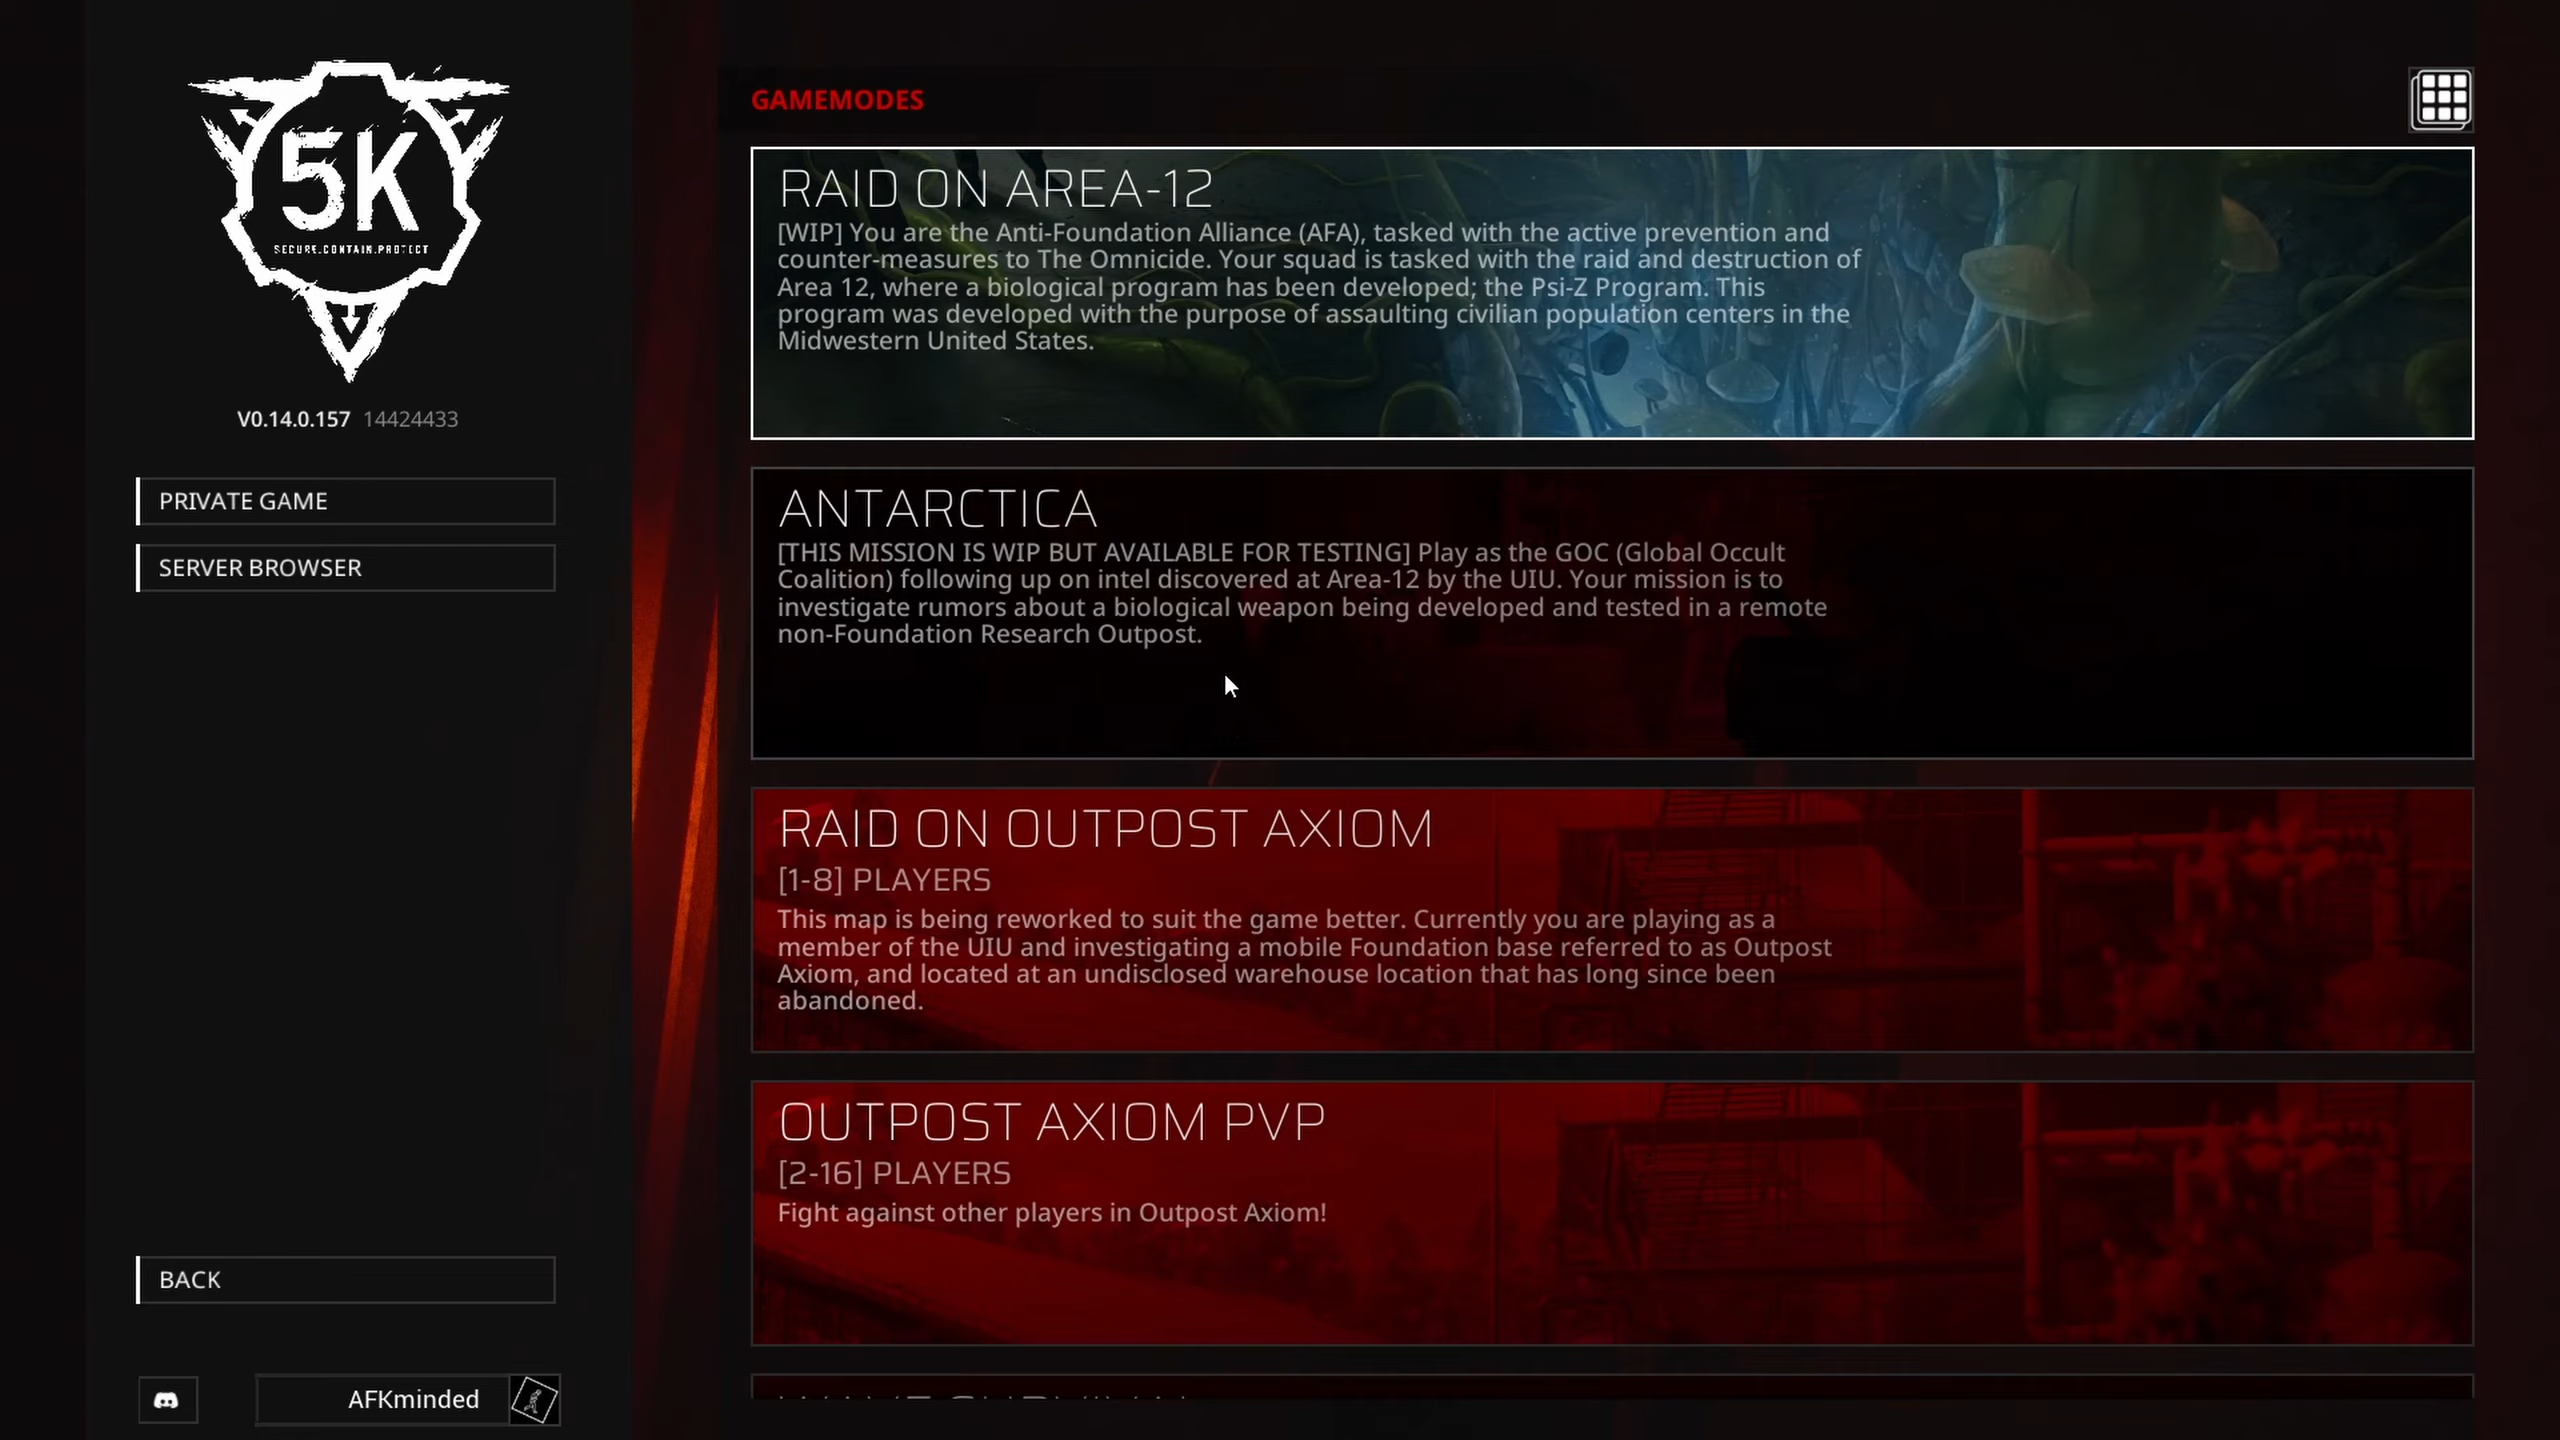 5K
SECURE.CONTAIN.PROTECT
V0.14.0.157 14424433
PRIVATE GAME
SERVER BROWSER
BACK
AFKminded
GAMEMODES
RAID ON AREA-12
[WIP] You are the Anti-Foundation Alliance (AFA), tasked with the active prevention and
counter-measures to The Omnicide. Your squad is tasked with the raid and destruction of
Area 12, where a biological program has been developed; the Psi-Z Program. This
program was developed with the purpose of assaulting civilian population centers in the
Midwestern United States.
ANTARCTICA
[THIS MISSION IS WIP BUT AVAILABLE FOR TESTING] Play as the GOC (Global Occult
Coalition) following up on intel discovered at Area-12 by the UIU. Your mission is to
investigate rumors about a biological weapon being developed and tested in a remote
non-Foundation Research Outpost.
RAID ON OUTPOST AXIOM
[1-8] PLAYERS
This map is being reworked to suit the game better. Currently you are playing as a
member of the UIU and investigating a mobile Foundation base referred to as Outpost
Axiom, and located at an undisclosed warehouse location that has long since been
abandoned.
OUTPOST AXIOM PVP
[2-16] PLAYERS
Fight against other players in Outpost Axiom!